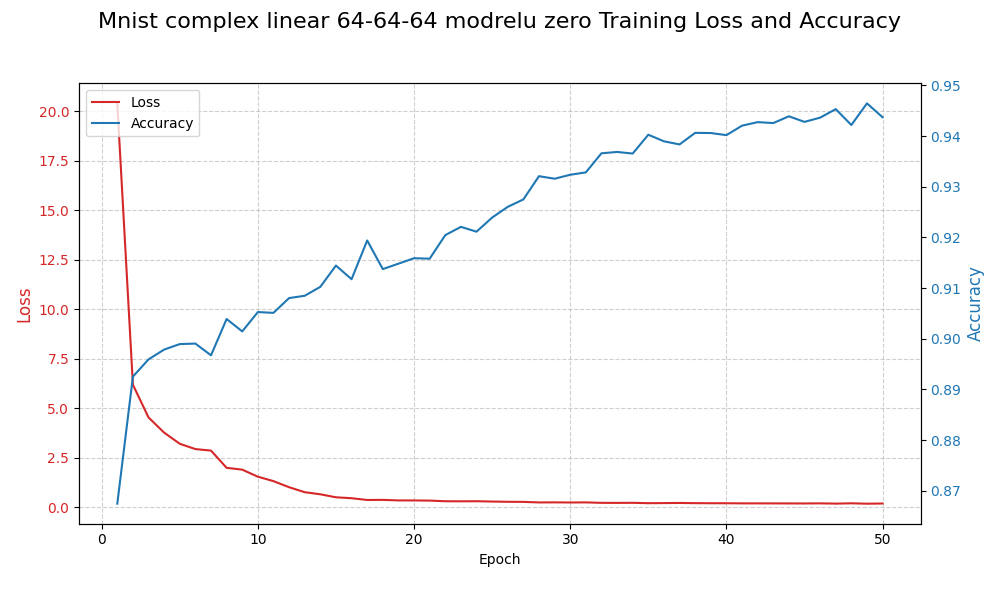 Mnist complex linear 64-64-64 modrelu zero Training Loss and Accuracy
Loss
Accuracy
20.0
17.5
15.0
12.5
10.0
7.5
5.0
2.5
0.0
Loss
0.95
0.94
0.93
0.92
0.91
0.90
0.89
0.88
0.87
Accuracy
0 10 20 30 40 50
Epoch